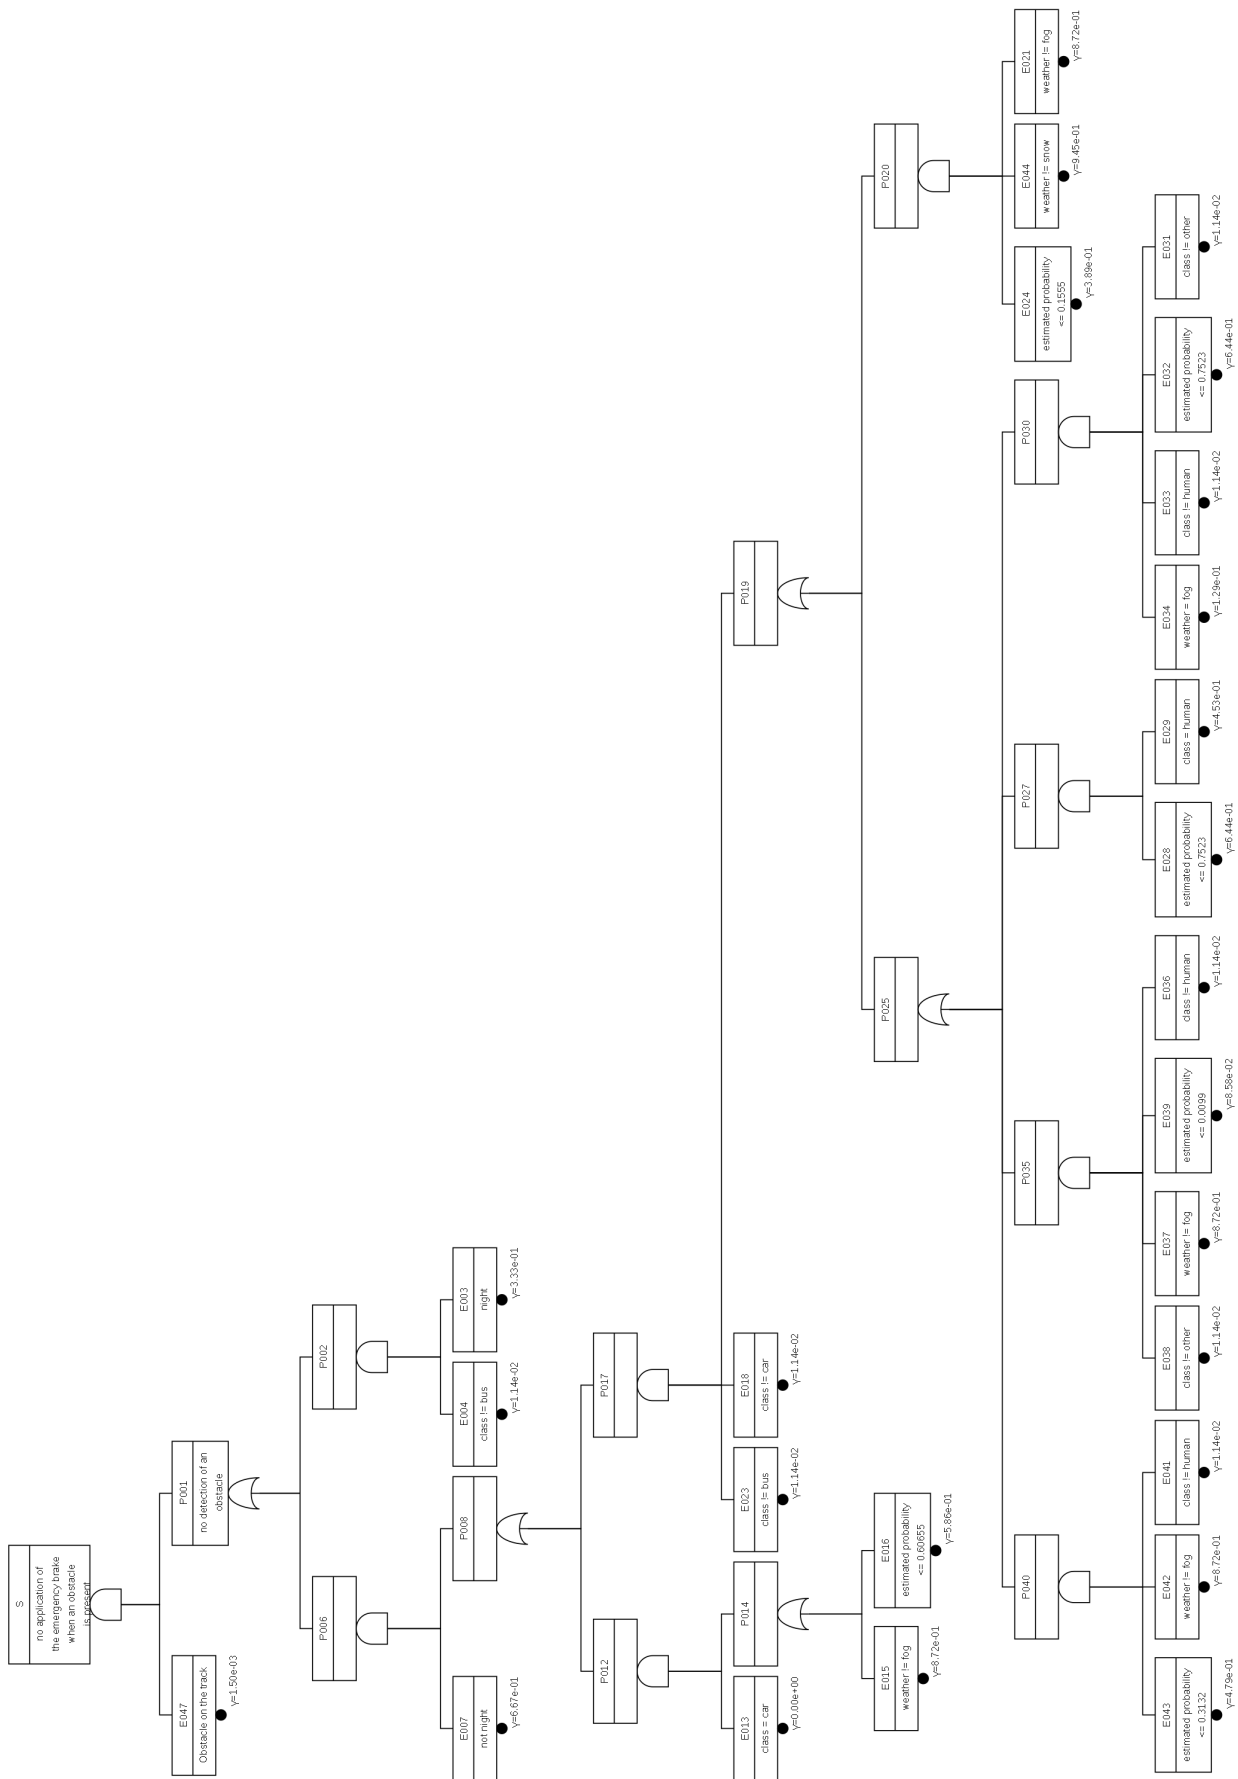 S
no application of
the emergency brake
when an obstacle
is present
E047
Obstacle on the track
Y=1.50e-03
P001
no detection of an
obstacle
P006
P002
E007
not night
Y=6.67e-01
P008
E004
class != bus
Y=1.14e-02
E003
night
Y=3.33e-01
P012
P017
E013
class = car
Y=0.00e+00
P014
E023
class != bus
Y=1.14e-02
E018
class != car
Y=1.14e-02
P019
E015
weather != fog
Y=8.72e-01
E016
estimated probability
<= 0.60655
Y=5.86e-01
P025
P020
P040
P035
P027
P030
E024
estimated probability
<= 0.1555
Y=3.89e-01
E044
weather != snow
Y=9.45e-01
E021
weather != fog
Y=8.72e-01
E043
estimated probability
<= 0.3132
Y=4.79e-01
E042
weather != fog
Y=8.72e-01
E041
class != human
Y=1.14e-02
E038
class != other
Y=1.14e-02
E037
weather != fog
Y=8.72e-01
E039
estimated probability
<= 0.0099
Y=8.58e-02
E036
class != human
Y=1.14e-02
E028
estimated probability
<= 0.7523
Y=6.44e-01
E029
class = human
Y=4.53e-01
E034
weather = fog
Y=1.29e-01
E033
class != human
Y=1.14e-02
E032
estimated probability
<= 0.7523
Y=6.44e-01
E031
class != other
Y=1.14e-02